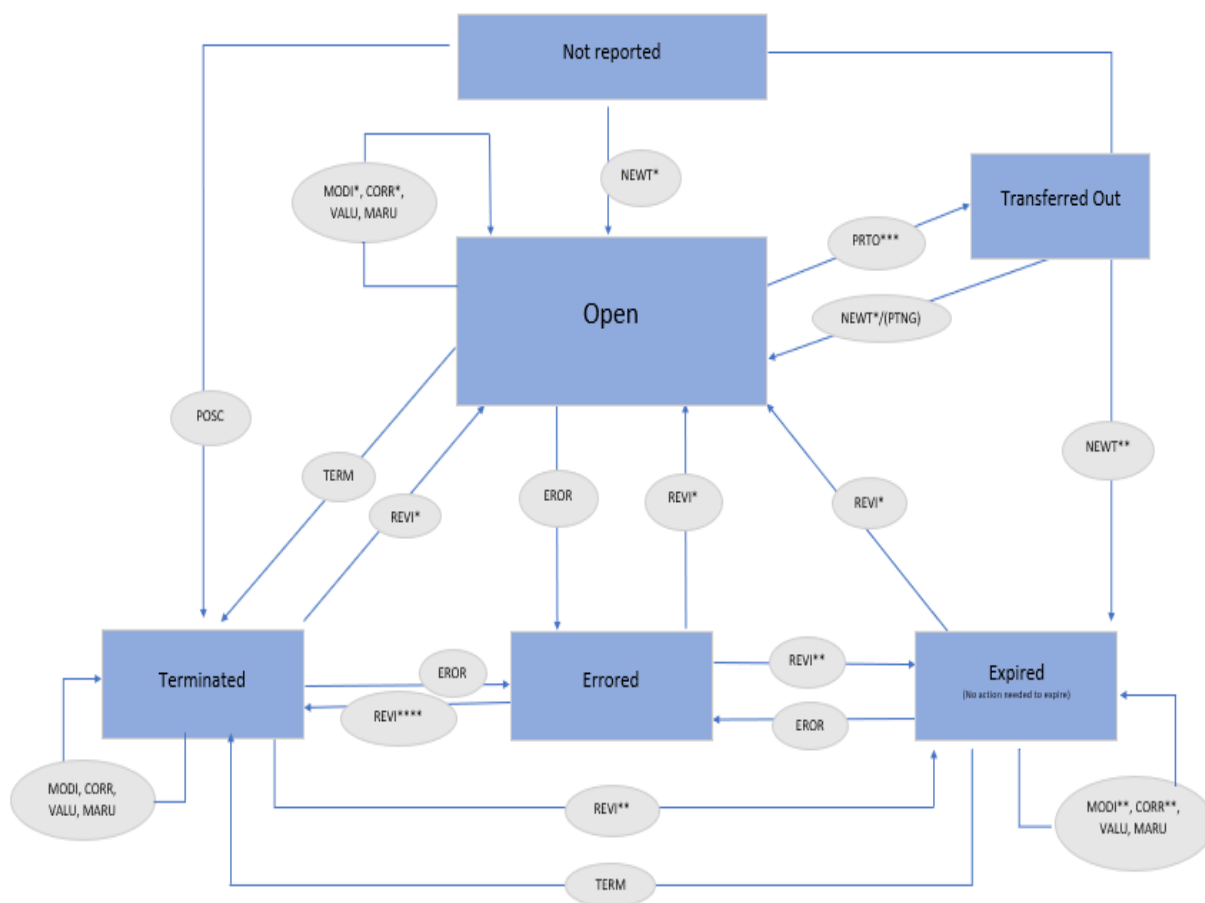 Not reported
NEWT*
MODI*, CORR*,
VALU, MARU
Transferred Out
PRTO***
Open
NEWT*/(PTNG)
POSC
NEWT**
TERM
REVI*
EROR
REVI*
REVI*
Terminated
EROR
REVI****
Errored
REVI**
EROR
Expired
(No action needed to expire)
MODI, CORR,
VALU, MARU
REVI**
MODI**, CORR**,
VALU, MARU
TERM